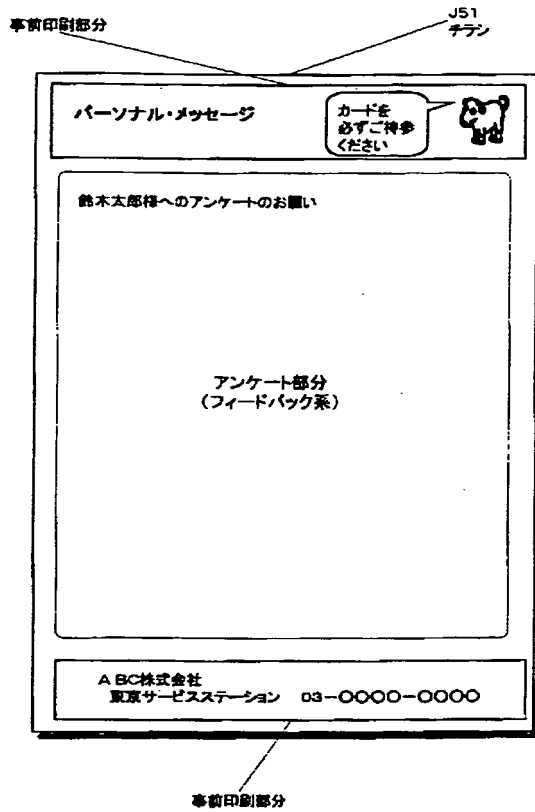 事前印刷部分
J51
チラシ
パーソナル・メッセージ
カードを
必ずご持参
ください
鈴木太郎様へのアンケートのお願い
アンケート部分
(フィードバック系)
ABC株式会社
東京サービスステーション 03-〇〇〇〇-〇〇〇〇
事前印刷部分